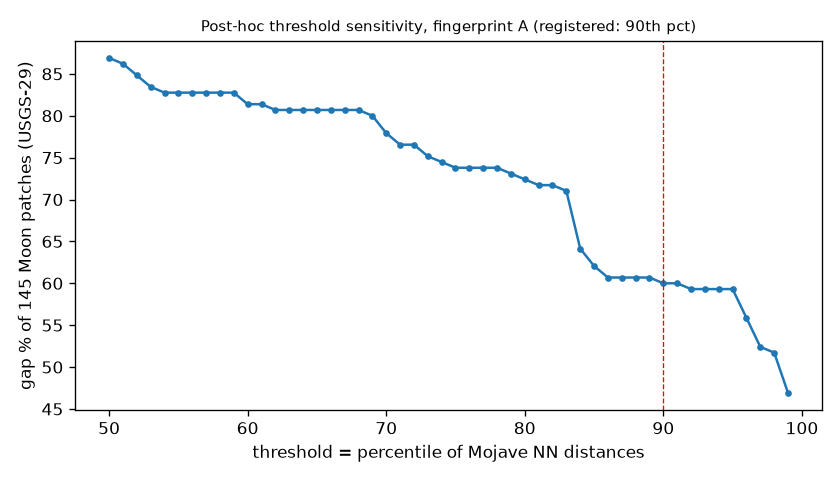 Post-hoc threshold sensitivity, fingerprint A (registered: 90th pct)
gap % of 145 Moon patches (USGS-29)
85
80
75
70
65
60
55
50
45
50 60 70 80 90 100
threshold = percentile of Mojave NN distances